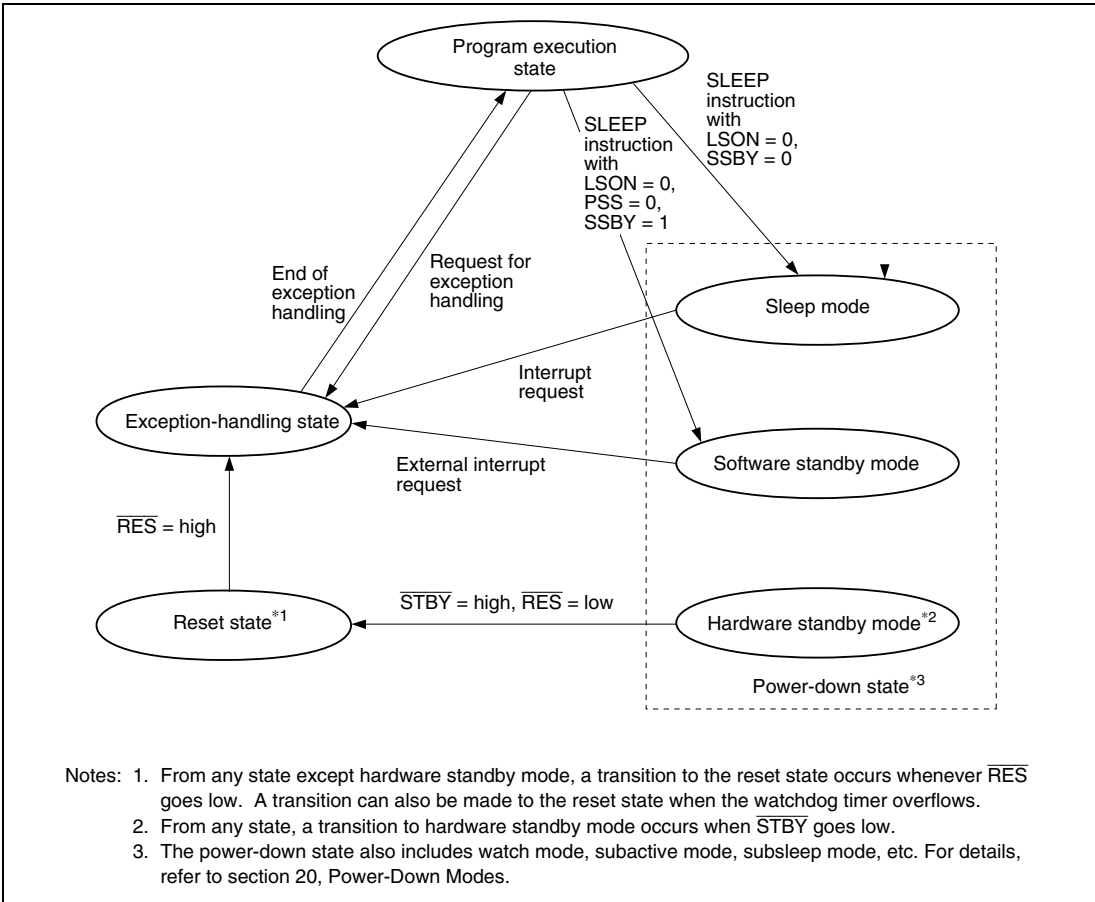 Program execution
state
SLEEP
instruction
with
LSON = 0,
SSBY = 0
SLEEP
instruction
with
LSON = 0,
PSS = 0,
SSBY = 1
End of
exception
handling
Request for
exception
handling
Sleep mode
Interrupt
request
Exception-handling state
External interrupt
request
Software standby mode
R̅E̅S̅ = high
S̅T̅B̅Y̅ = high, R̅E̅S̅ = low
Reset state*1
Hardware standby mode*2
Power-down state*3
Notes: 1. From any state except hardware standby mode, a transition to the reset state occurs whenever R̅E̅S̅
goes low. A transition can also be made to the reset state when the watchdog timer overflows.
2. From any state, a transition to hardware standby mode occurs when S̅T̅B̅Y̅ goes low.
3. The power-down state also includes watch mode, subactive mode, subsleep mode, etc. For details,
refer to section 20, Power-Down Modes.